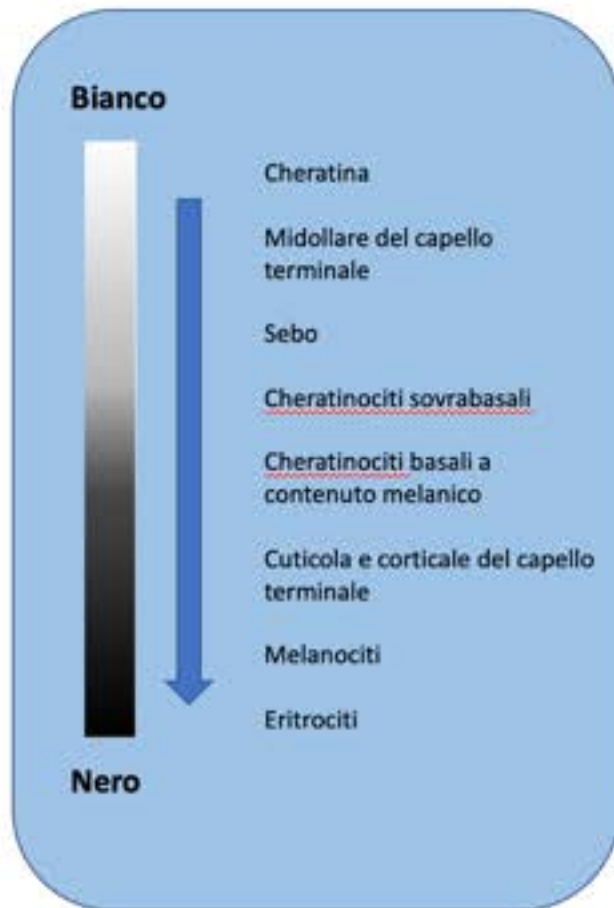 Bianco
Cheratina
Midollare del capello
terminale
Sebo
Cheratinociti sovrabasali
Cheratinociti basali a
contenuto melanico
Cuticola e corticale del capello
terminale
Melanociti
Eritrociti
Nero